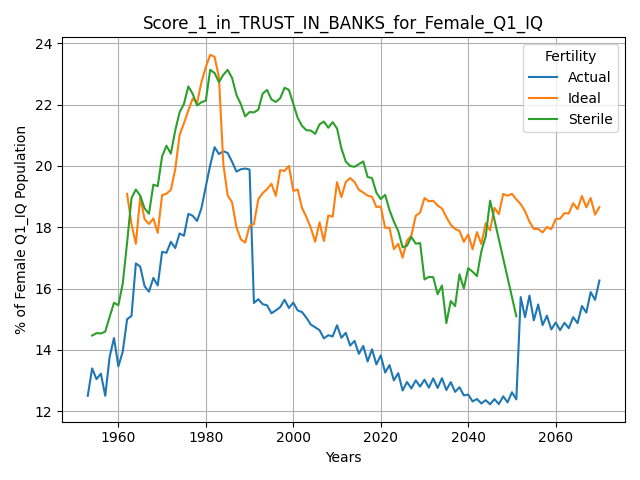 Score_1_in_TRUST_IN_BANKS_for_Female_Q1_IQ
% of Female Q1_IQ Population
24
22
20
18
16
14
12
Fertility
Actual
Ideal
Sterile
1960 1980 2000 2020 2040 2060
Years